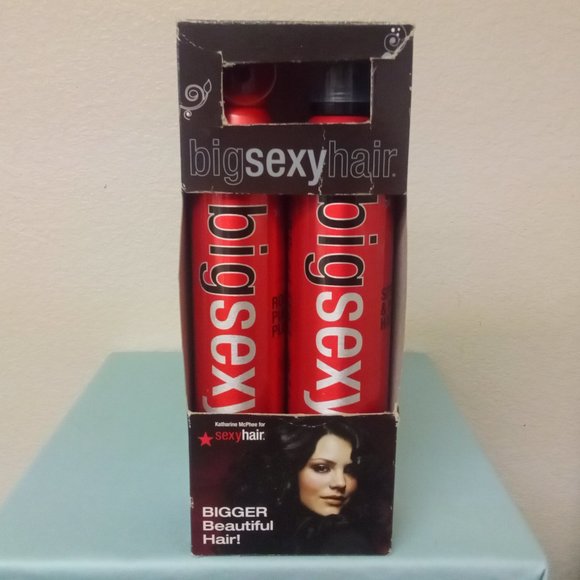 bigsexyhair.
bigsexy
bigsexy
Katharine McPhee for
sexyhair.
BIGGER
Beautiful
Hair!